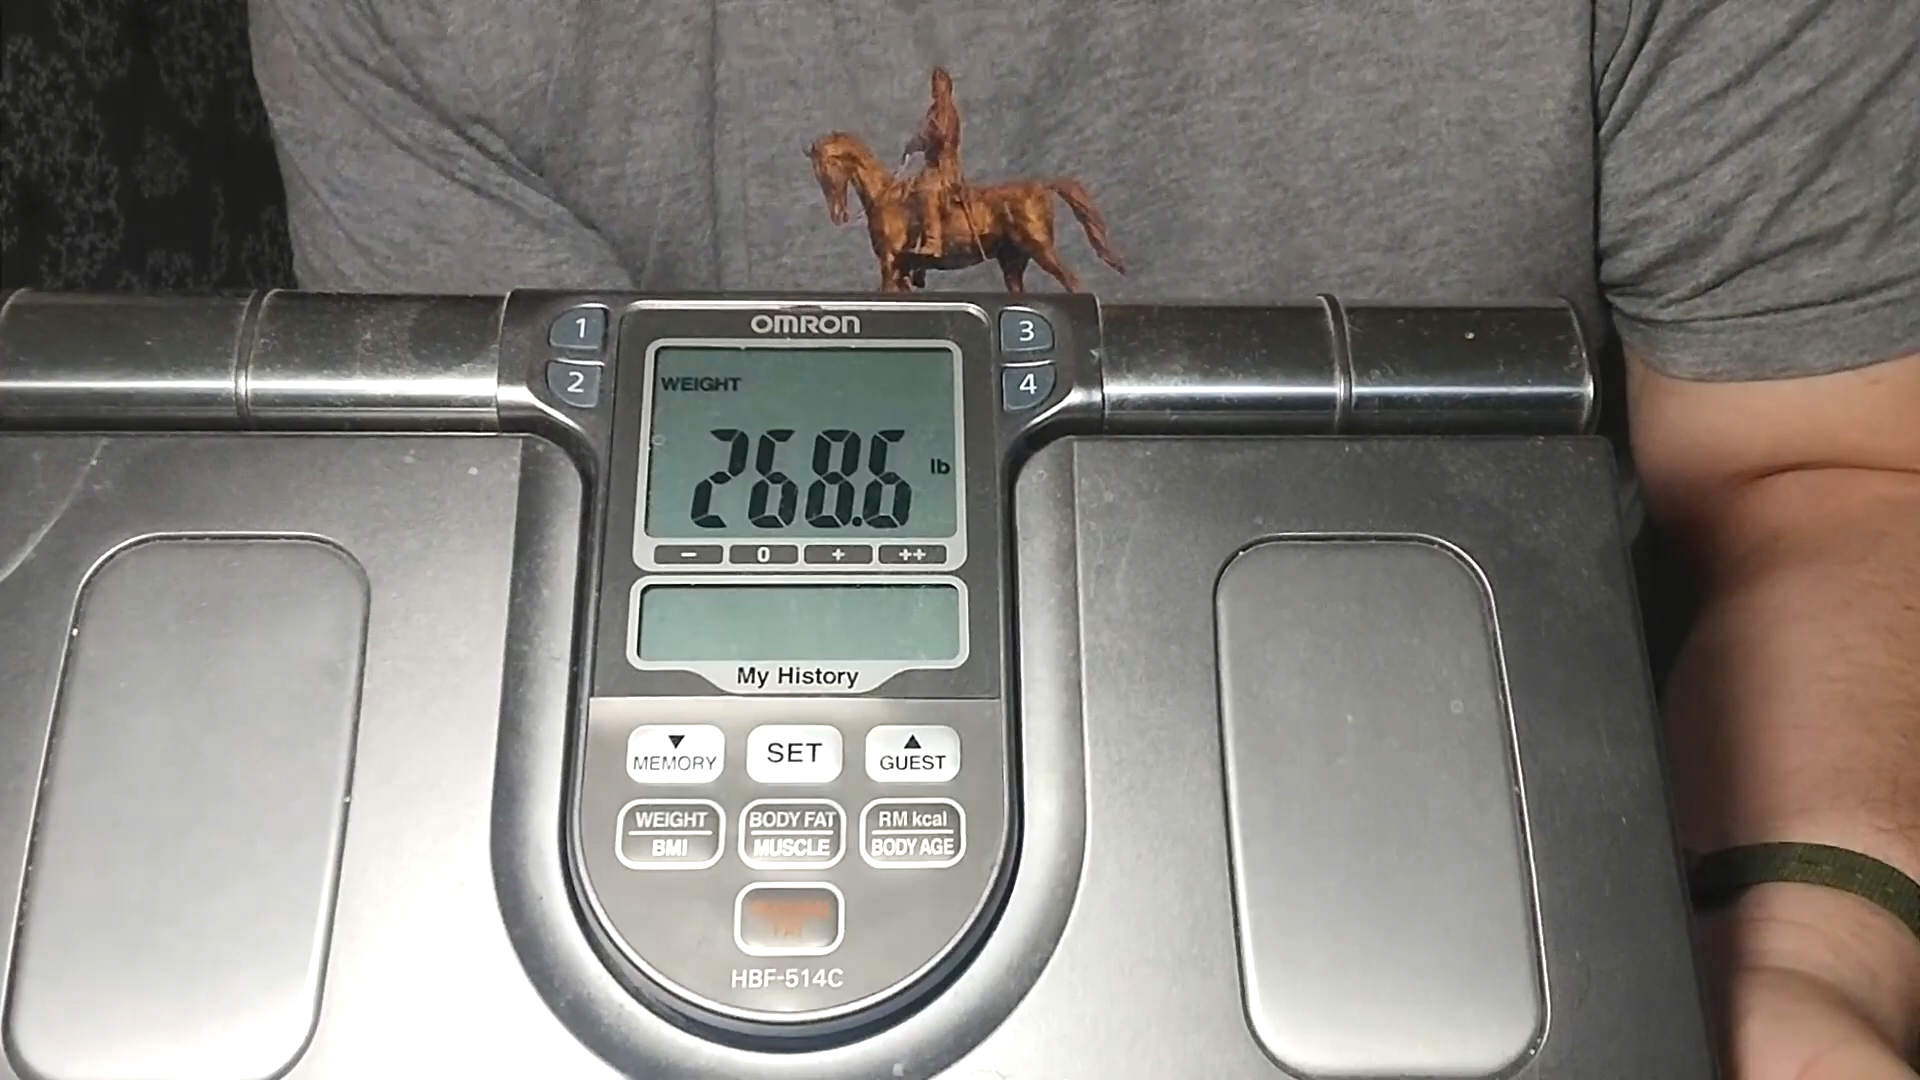 OMRON
1
3
2
4
WEIGHT
268.6 lb
- 0 + ++
My History
▼ MEMORY
SET
▲ GUEST
WEIGHT
BMI
BODY FAT
MUSCLE
RM kcal
BODY AGE
FAT
HBF-514C